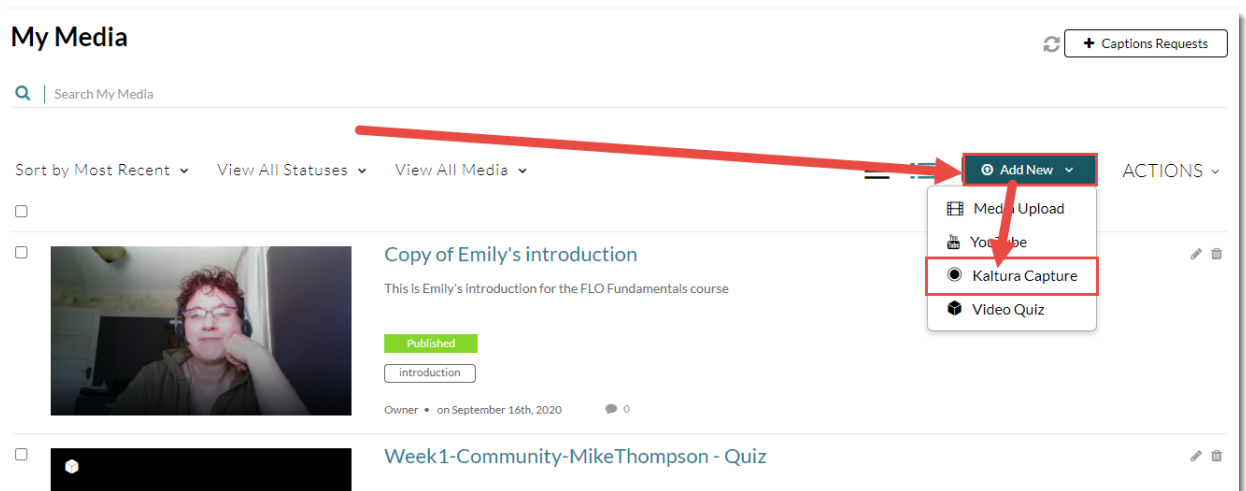 My Media
+ Captions Requests
Search My Media
Sort by Most Recent View All Statuses View All Media Add New ACTIONS
Media Upload
YouTube
Kaltura Capture
Video Quiz
Copy of Emily's introduction
This is Emily's introduction for the FLO Fundamentals course
Published
introduction
Owner • on September 16th, 2020 0
Week1-Community-MikeThompson - Quiz